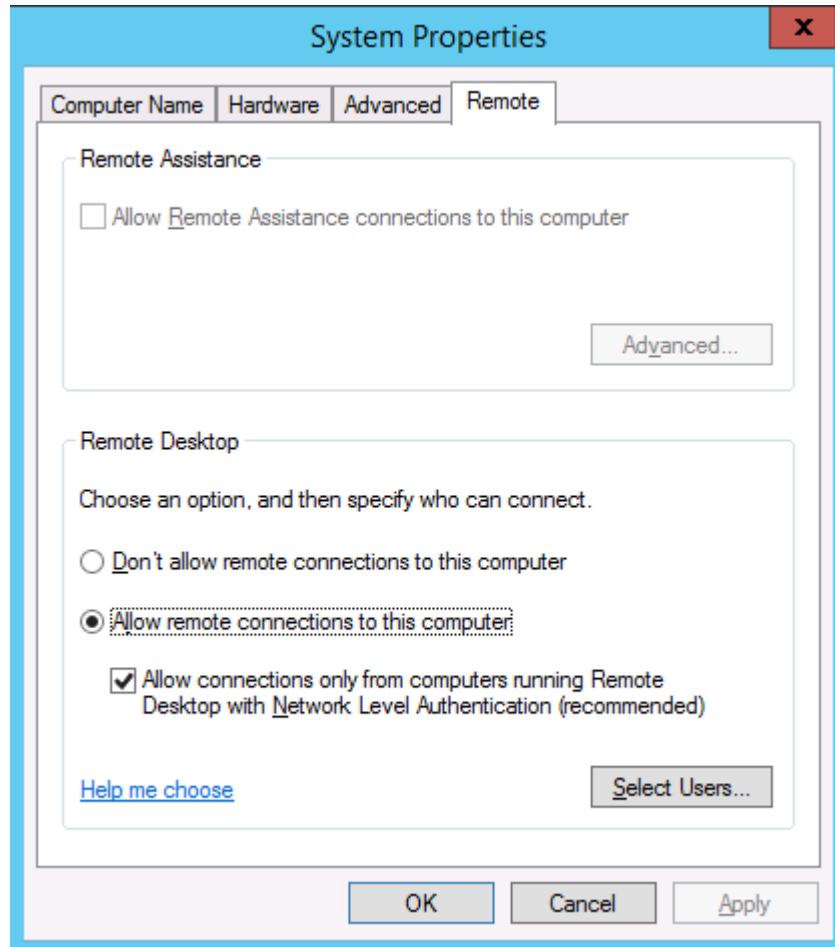 System Properties
x
Computer Name Hardware Advanced Remote
Remote Assistance
Allow Remote Assistance connections to this computer
Advanced...
Remote Desktop
Choose an option, and then specify who can connect.
Don't allow remote connections to this computer
Allow remote connections to this computer
Allow connections only from computers running Remote
Desktop with Network Level Authentication (recommended)
Help me choose Select Users...
OK Cancel Apply